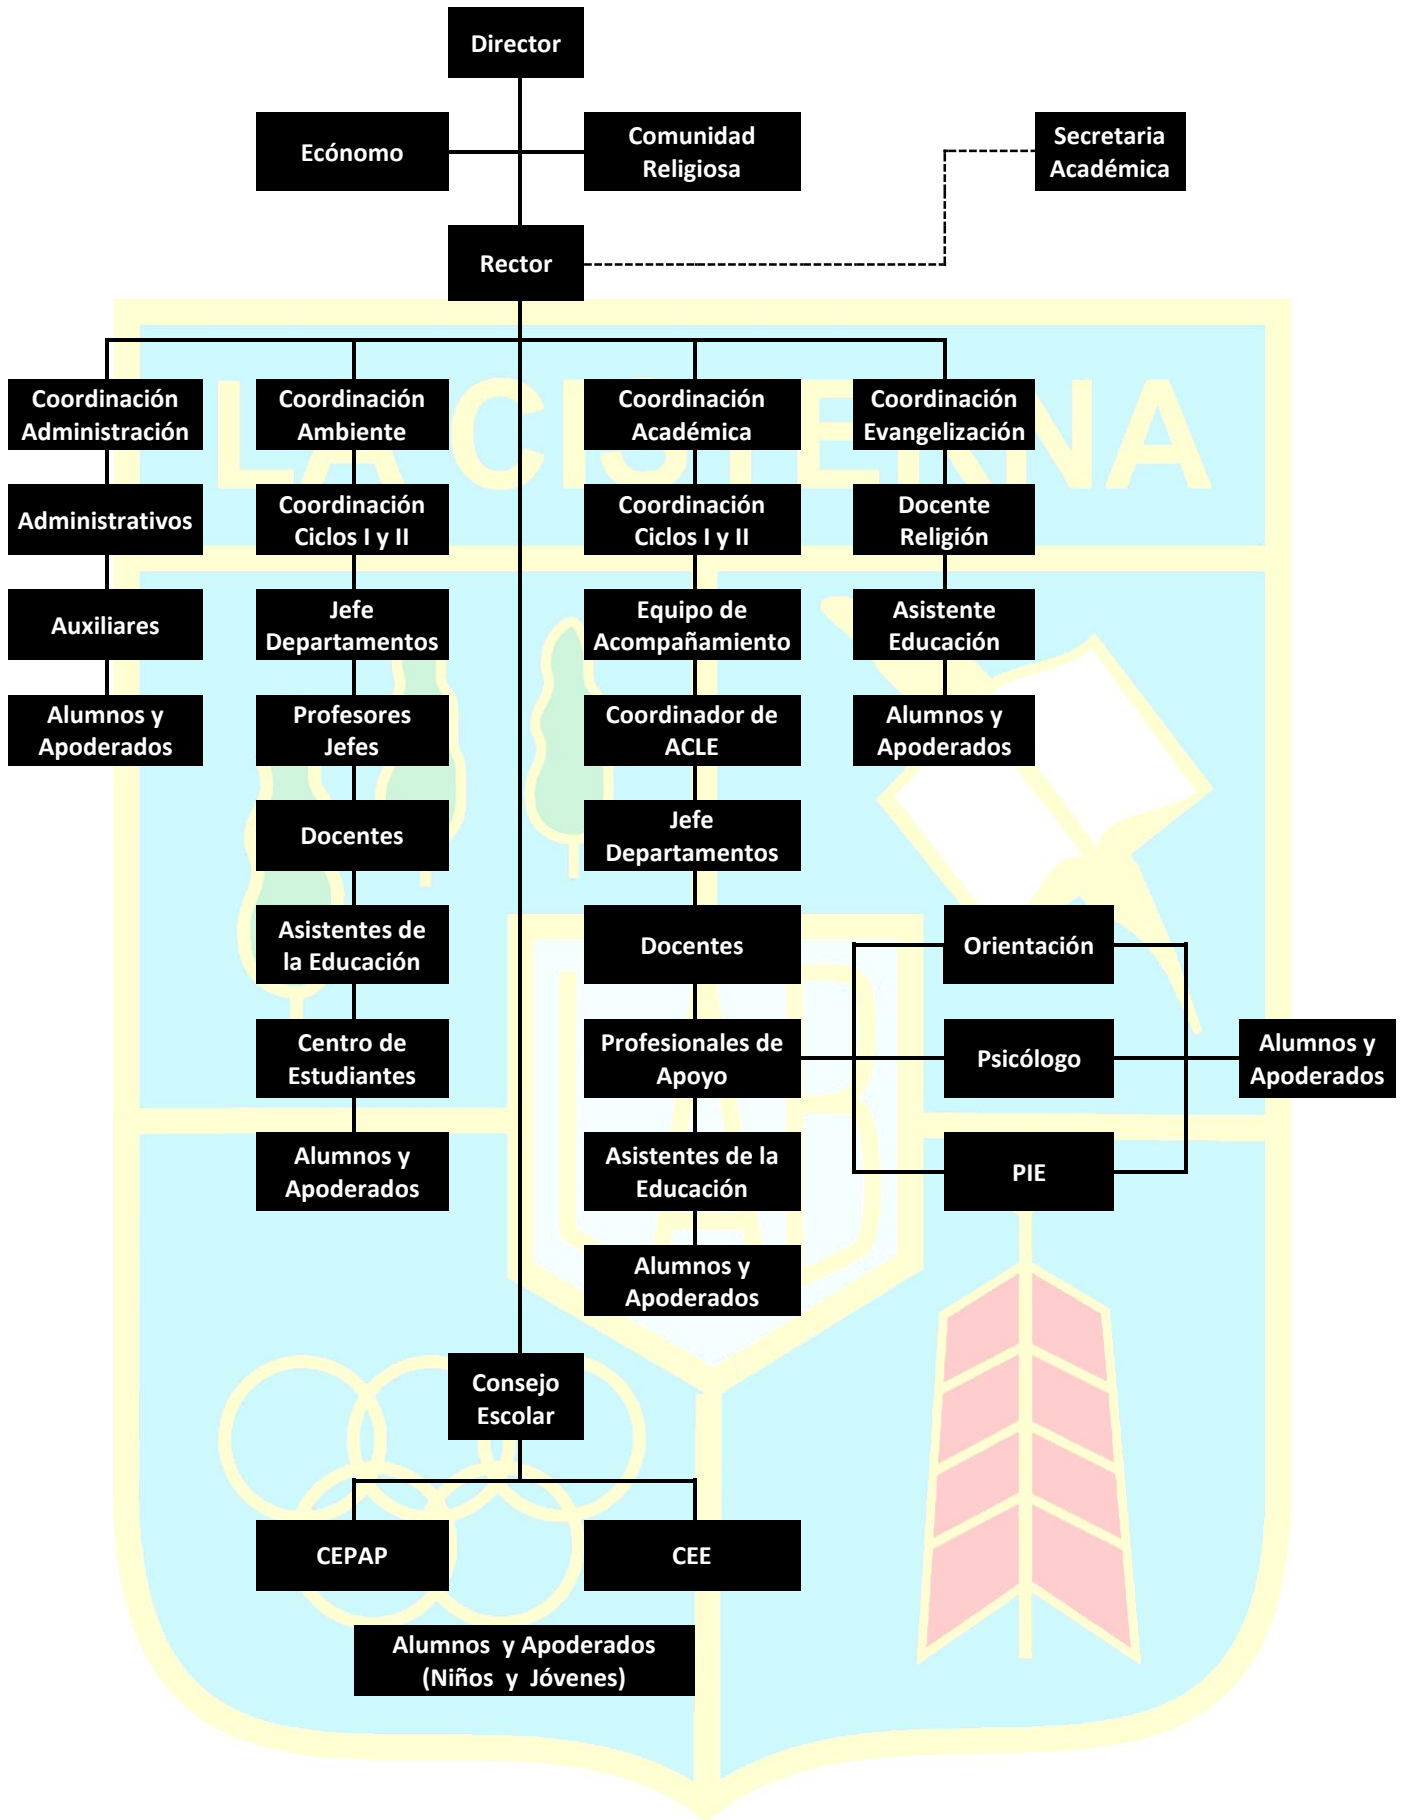 Director
Ecónomo
Comunidad
Religiosa
Secretaria
Académica
Rector
LA CISTERNA
Coordinación
Administración
Coordinación
Ambiente
Coordinación
Académica
Coordinación
Evangelización
Administrativos
Coordinación
Ciclos I y II
Coordinación
Ciclos I y II
Docente
Religión
Auxiliares
Jefe
Departamentos
Equipo de
Acompañamiento
Asistente
Educación
Alumnos y
Apoderados
Profesores
Jefes
Coordinador de
ACLE
Alumnos y
Apoderados
Docentes
Jefe
Departamentos
Asistentes de
la Educación
Docentes
Orientación
Centro de
Estudiantes
Profesionales de
Apoyo
Psicólogo
Alumnos y
Apoderados
LAB
Alumnos y
Apoderados
Asistentes de la
Educación
PIE
Alumnos y
Apoderados
Consejo
Escolar
CEPAP
CEE
Alumnos y Apoderados
(Niños y Jóvenes)